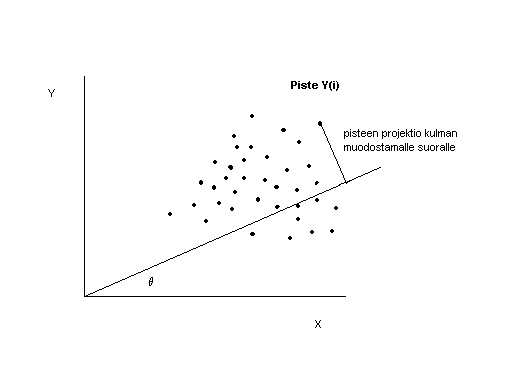 Piste Y(i)
Y
pisteen projektio kulman
muodostamalle suoralle
θ
X